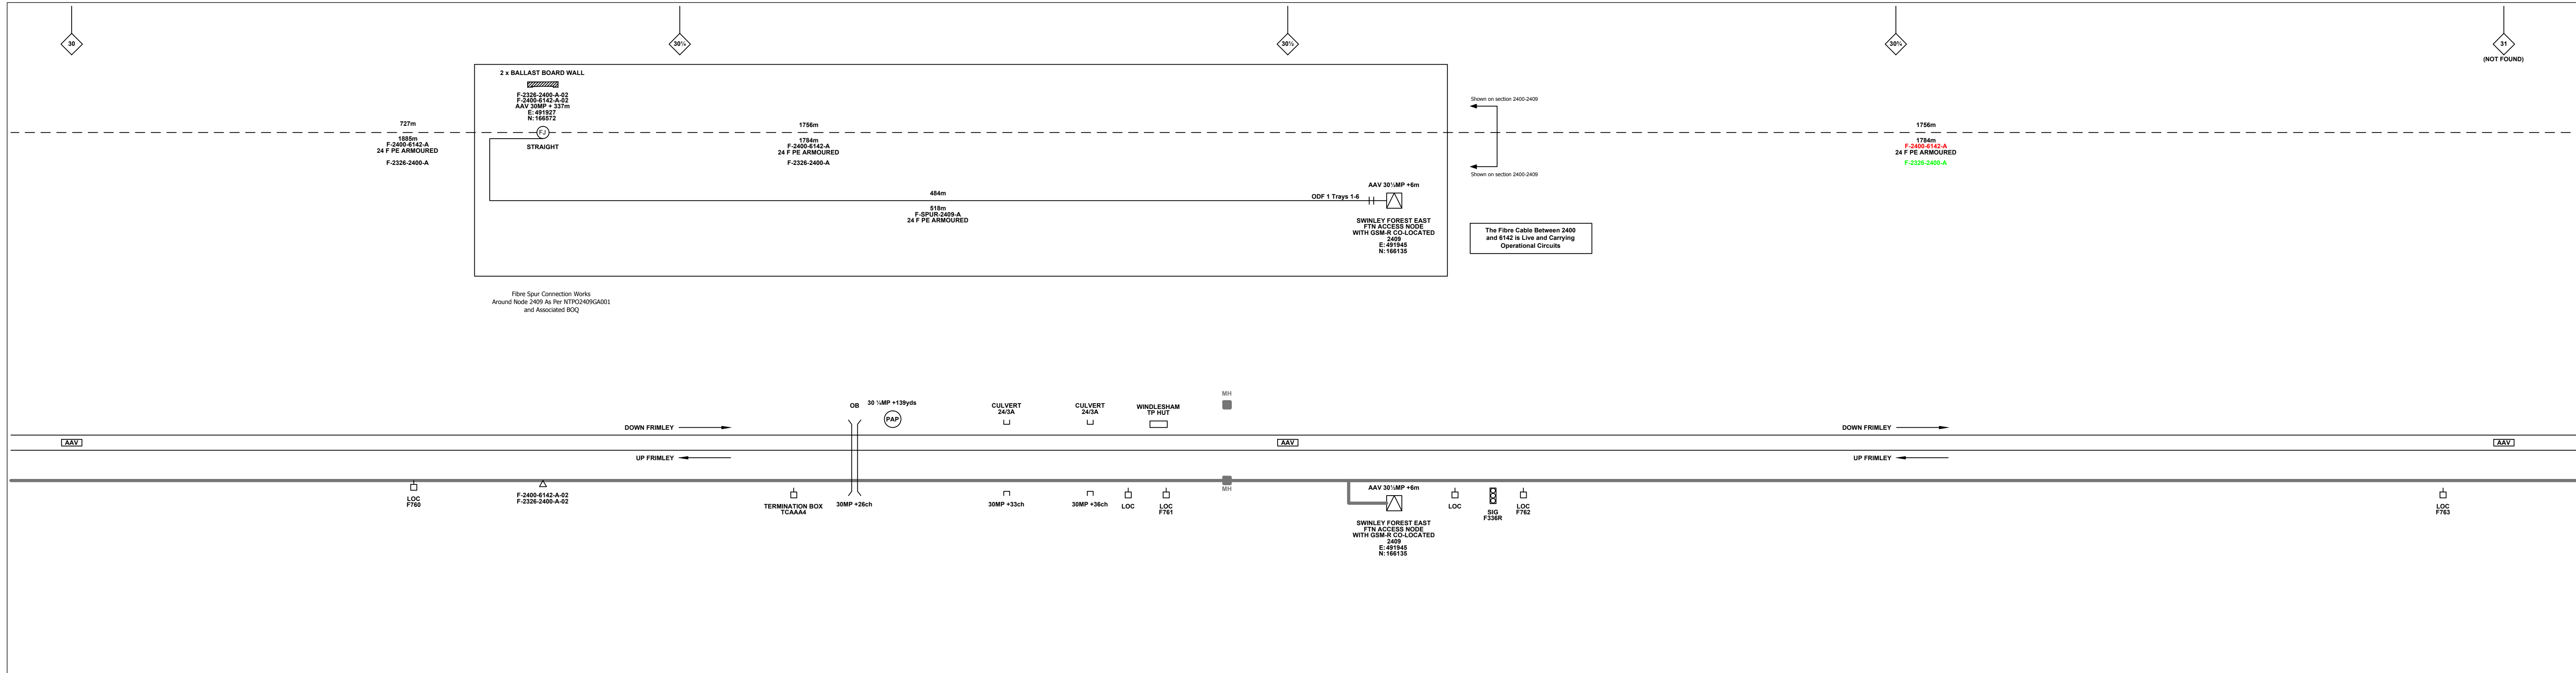 30
30¼
30½
30¾
31
(NOT FOUND)
2 x BALLAST BOARD WALL
F-2326-2400-A-02
F-2400-6142-A-02
AAV 30MP + 337m
E: 491927
N: 166572
FJ
STRAIGHT
727m
1885m
F-2400-6142-A
24 F PE ARMOURED
F-2326-2400-A
1756m
1784m
F-2400-6142-A
24 F PE ARMOURED
F-2326-2400-A
Shown on section 2400-2409
Shown on section 2400-2409
1756m
1784m
F-2400-6142-A
24 F PE ARMOURED
F-2326-2400-A
484m
518m
F-SPUR-2409-A
24 F PE ARMOURED
ODF 1 Trays 1-6
AAV 30½MP +6m
SWINLEY FOREST EAST
FTN ACCESS NODE
WITH GSM-R CO-LOCATED
2409
E: 491945
N: 166135
The Fibre Cable Between 2400
and 6142 is Live and Carrying
Operational Circuits
Fibre Spur Connection Works
Around Node 2409 As Per NTPO2409GA001
and Associated BOQ
OB
30 ¼MP +139yds
PAP
CULVERT
24/3A
CULVERT
24/3A
WINDLESHAM
TP HUT
MH
DOWN FRIMLEY
DOWN FRIMLEY
AAV
AAV
AAV
UP FRIMLEY
UP FRIMLEY
LOC
F760
F-2400-6142-A-02
F-2326-2400-A-02
TERMINATION BOX
TCAAA4
30MP +26ch
30MP +33ch
30MP +36ch
LOC
LOC
F761
MH
AAV 30½MP +6m
SWINLEY FOREST EAST
FTN ACCESS NODE
WITH GSM-R CO-LOCATED
2409
E: 491945
N: 166135
LOC
SIG
F336R
LOC
F762
LOC
F763